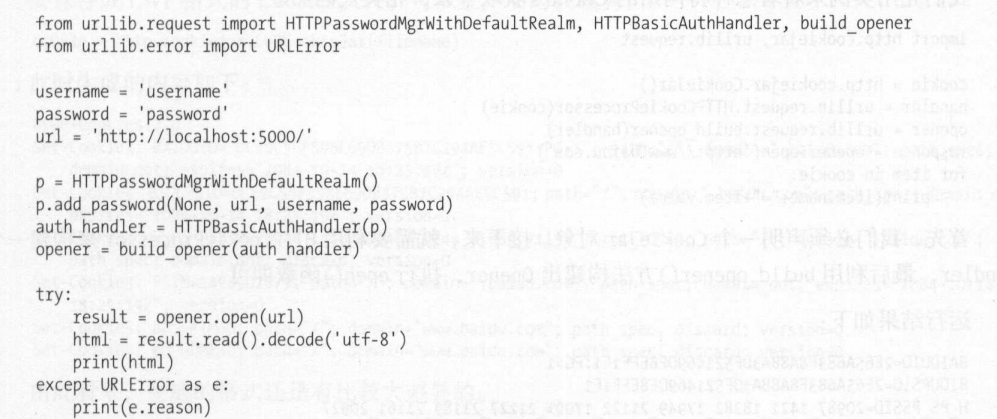 from urllib.request import HTTPPasswordMgrWithDefaultRealm, HTTPBasicAuthHandler, build_opener
from urllib.error import URLError
username = 'username'
password = 'password'
url = 'http://localhost:5000/'
p = HTTPPasswordMgrWithDefaultRealm()
p.add_password(None, url, username, password)
auth_handler = HTTPBasicAuthHandler(p)
opener = build_opener(auth_handler)
try:
    result = opener.open(url)
    html = result.read().decode('utf-8')
    print(html)
except URLError as e:
    print(e.reason)